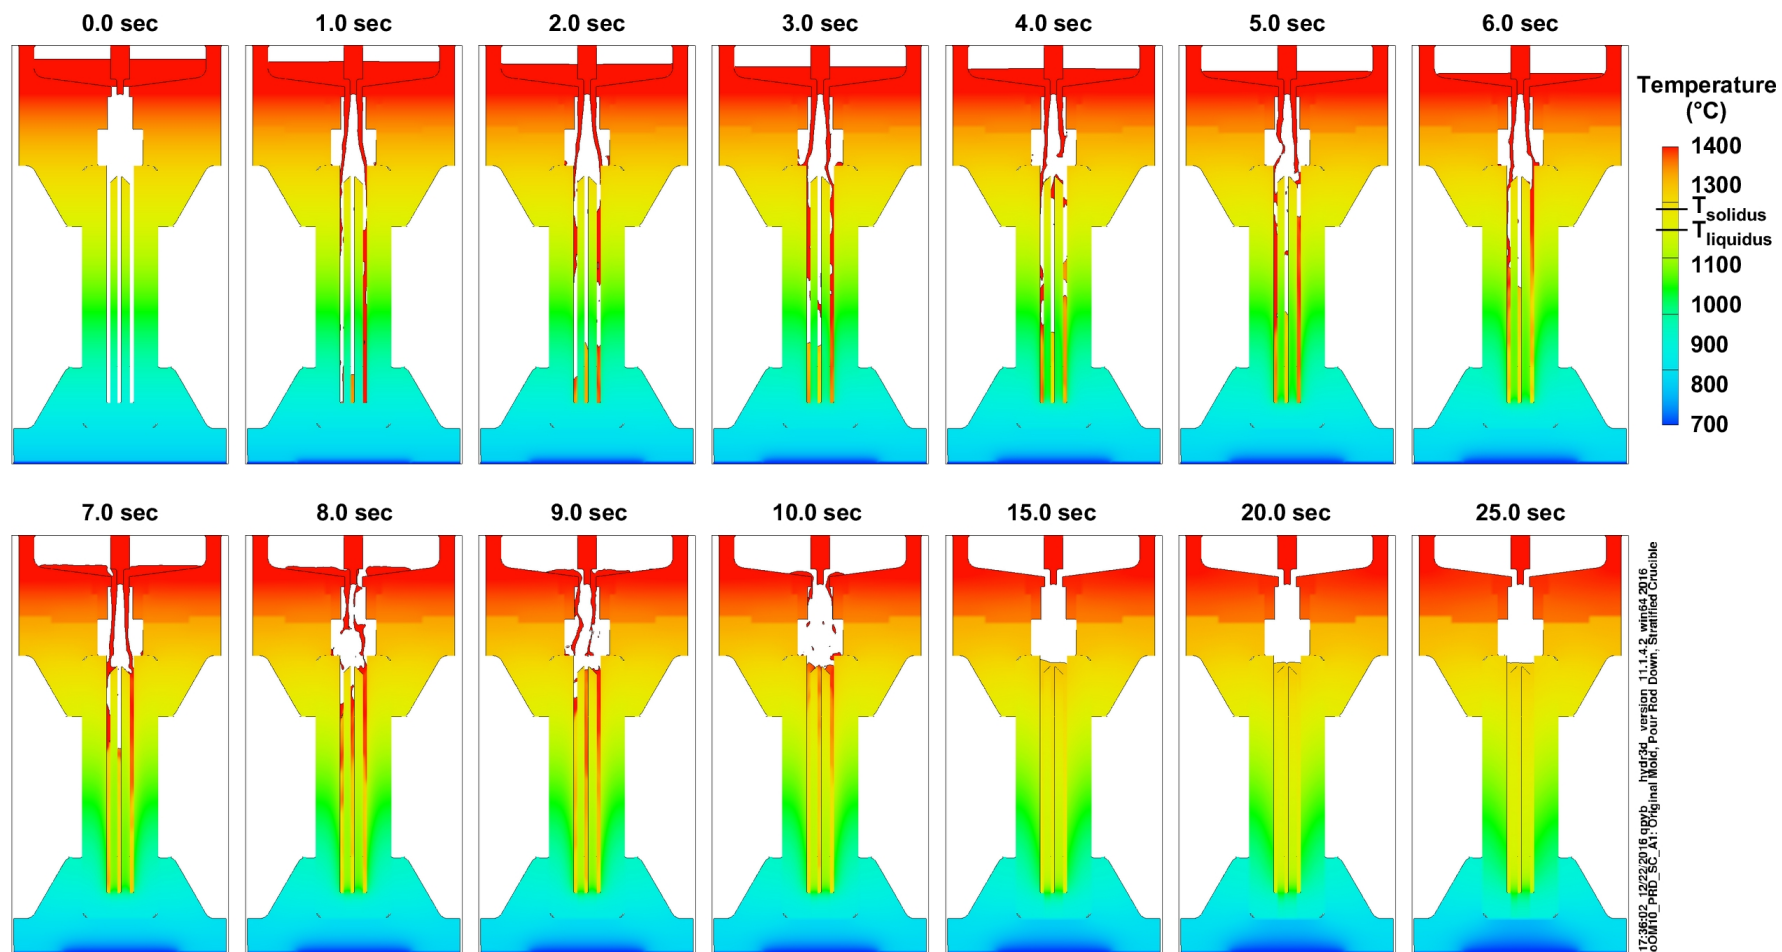 0.0 sec
1.0 sec
2.0 sec
3.0 sec
4.0 sec
5.0 sec
6.0 sec
Temperature
(°C)
1400
1300
Tsolidus
Tliquidus
1100
1000
900
800
700
7.0 sec
8.0 sec
9.0 sec
10.0 sec
15.0 sec
20.0 sec
25.0 sec
17:36:02 12/22/2016 hydr3d version 11.1.4.2 win64 2016
PRD_SC_A1: Original Mold, Pour Rod Down, Stratified Crucible